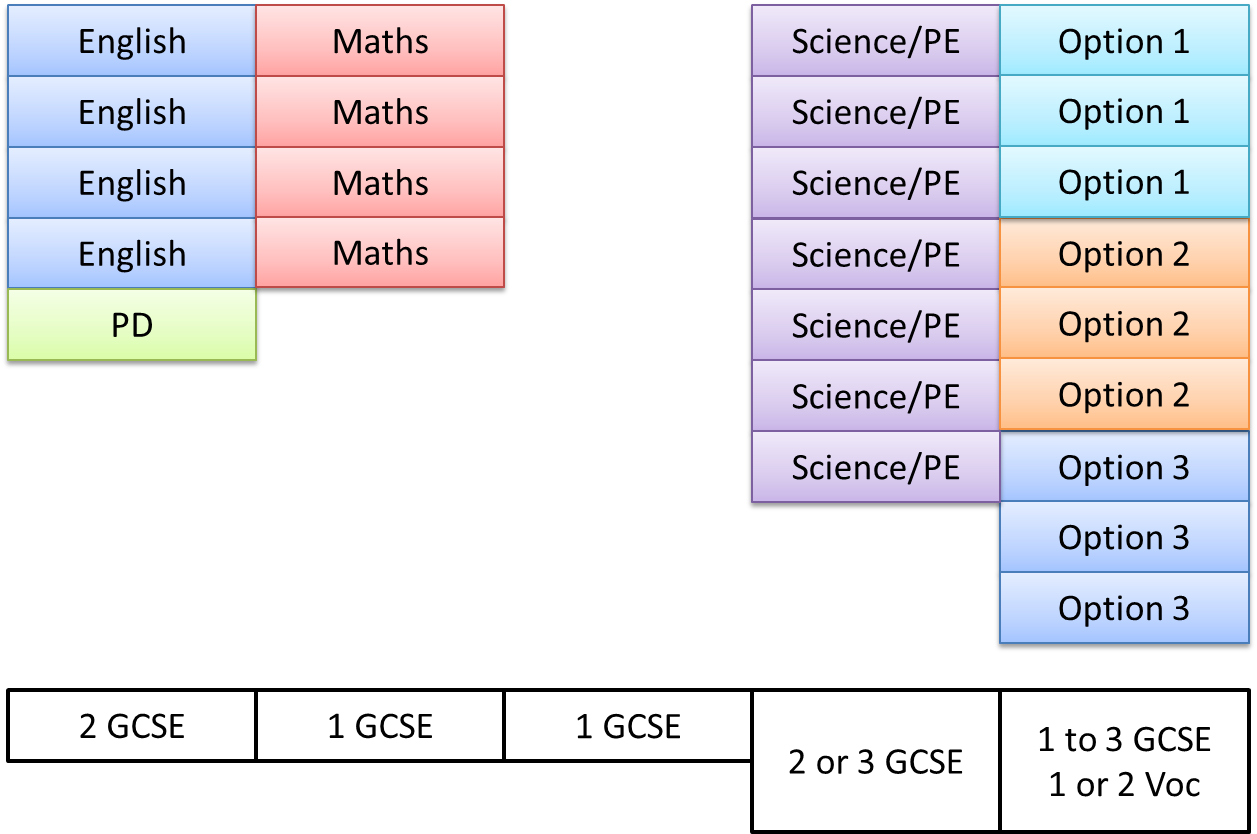 English Maths Science/PE Option 1
English Maths Science/PE Option 1
English Maths Science/PE Option 1
English Maths Science/PE Option 2
PD Science/PE Option 2
Science/PE Option 2
Science/PE Option 3
Option 3
Option 3
2 GCSE 1 GCSE 1 GCSE 2 or 3 GCSE 1 to 3 GCSE
1 or 2 Voc